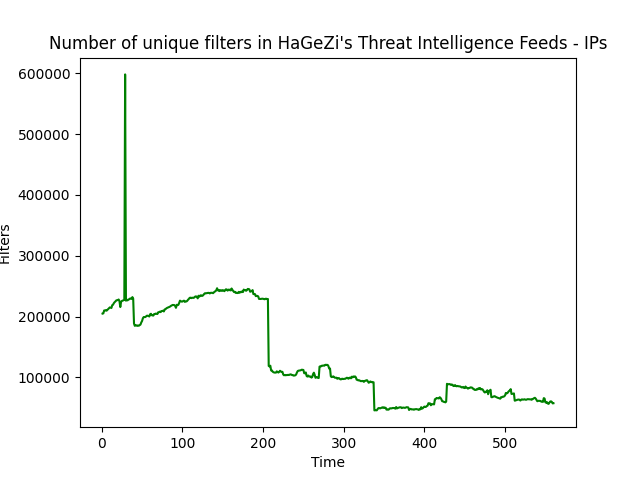 Number of unique filters in HaGeZi's Threat Intelligence Feeds - IPs
600000
500000
400000
300000
200000
100000
Filters
0 100 200 300 400 500
Time